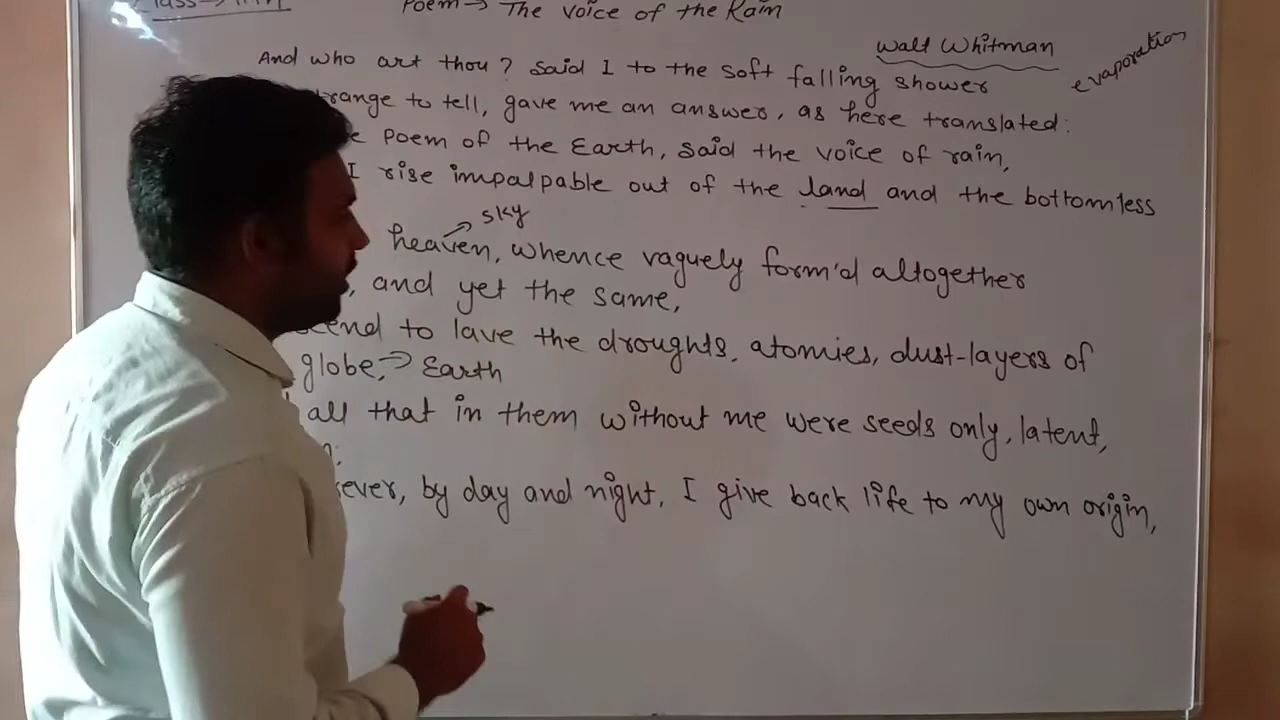 Poem → The Voice of the Rain
Walt Whitman
evaporation
And who art thou? Said I to the soft falling shower
to tell, gave me an answer, as here translated:
Poem of the Earth, said the voice of rain,
I rise impalpable out of the land and the bottomless
sky
heaven, whence vaguely form'd altogether
, and yet the same,
to lave the droughts, atomies, dust-layers of
globe, → Earth
all that in them without me were seeds only, latent,
by day and night, I give back life to my own origin,